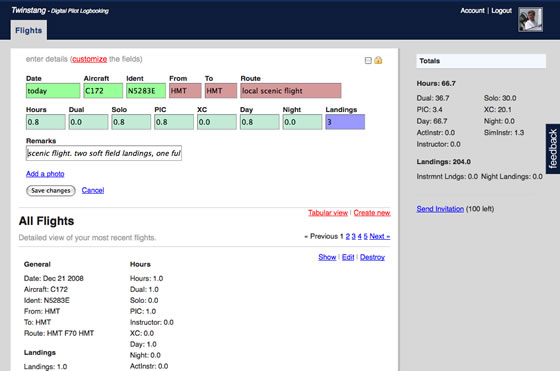 Twinstang - Digital Pilot Logbooking
Account | Logout
Flights
enter details (customize the fields)
Date Aircraft Ident From To Route
today C172 N5283E HMT HMT local scenic flight
Hours Dual Solo PIC XC Day Night Landings
0.8 0.0 0.8 0.8 0.0 0.8 0.0 3
Remarks
scenic flight. two soft field landings, one ful
Add a photo
Save changes Cancel
Tabular view | Create new
All Flights
Detailed view of your most recent flights.
« Previous 1 2 3 4 5 Next »
Show | Edit | Destroy
General
Date: Dec 21 2008
Aircraft: C172
Ident: N5283E
From: HMT
To: HMT
Route: HMT F70 HMT
Landings
Landings: 1.0
Hours
Hours: 1.0
Dual: 1.0
Solo: 0.0
PIC: 1.0
Instructor: 0.0
XC: 0.0
Day: 1.0
Night: 0.0
ActInstr: 0.0
Totals
Hours: 66.7
Dual: 36.7 Solo: 30.0
PIC: 3.4 XC: 20.1
Day: 66.7 Night: 0.0
ActInstr: 0.0 SimInstr: 1.3
Instructor: 0.0
Landings: 204.0
Instrmnt Lndgs: 0.0 Night Landings: 0.0
Send Invitation (100 left)
feedback